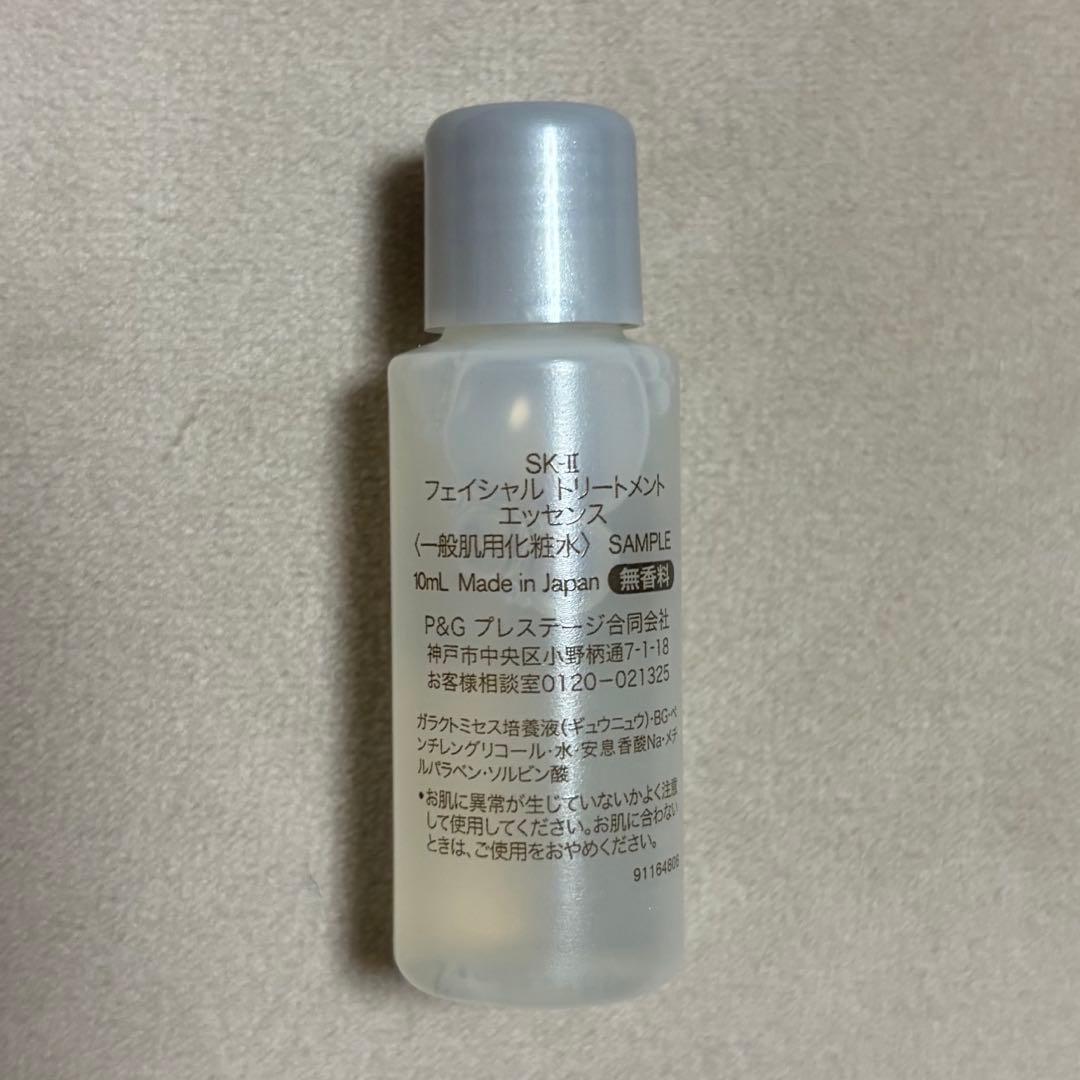 SK-Ⅱ
フェイシャル トリートメント
エッセンス
〈一般肌用化粧水〉 SAMPLE
10mL Made in Japan 無香料
P&G プレステージ合同会社
神戸市中央区小野柄通7-1-18
お客様相談室0120-021325
ガラクトミセス培養液(ギュウニュウ)・BG・ペ
ンチレングリコール・水・安息香酸Na・メチ
ルパラベン・ソルビン酸
•お肌に異常が生じていないかよく注意
して使用してください。お肌に合わない
ときは、ご使用をおやめください。
91164806